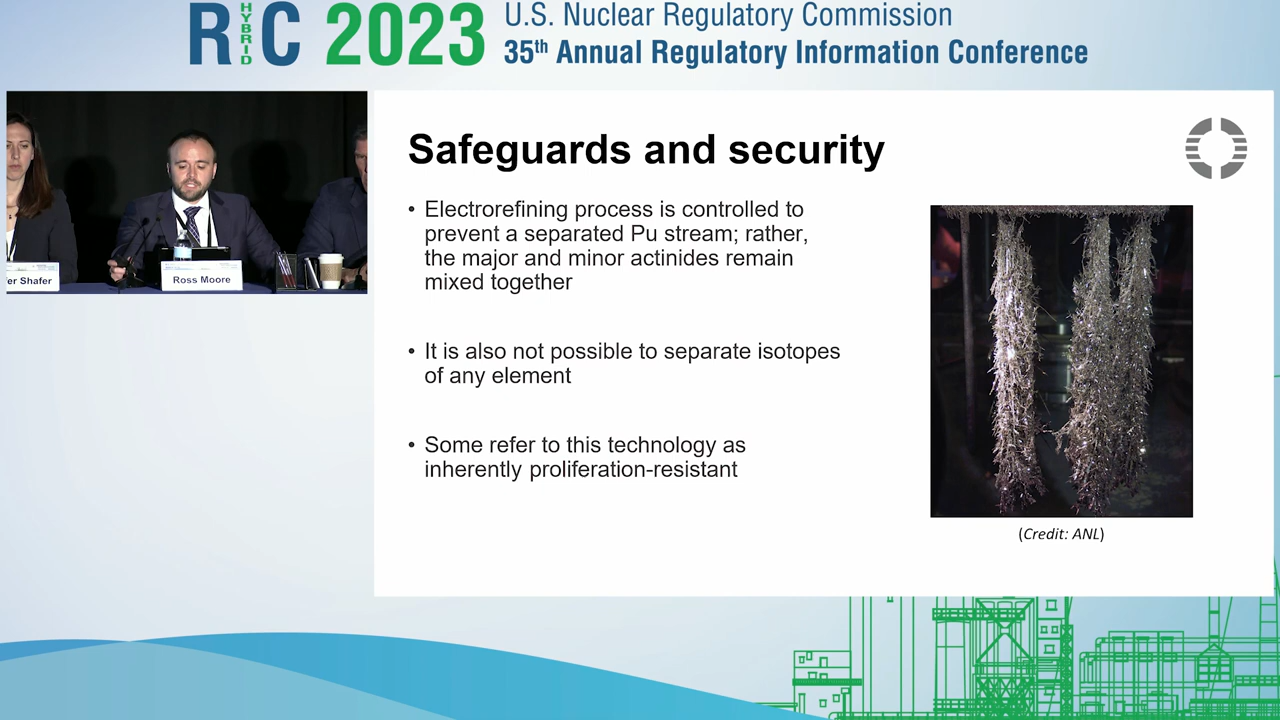 RIC 2023
HYBRID
U.S. Nuclear Regulatory Commission
35th Annual Regulatory Information Conference
er Shafer
Ross Moore
Safeguards and security
• Electrorefining process is controlled to
prevent a separated Pu stream; rather,
the major and minor actinides remain
mixed together
• It is also not possible to separate isotopes
of any element
• Some refer to this technology as
inherently proliferation-resistant
(Credit: ANL)